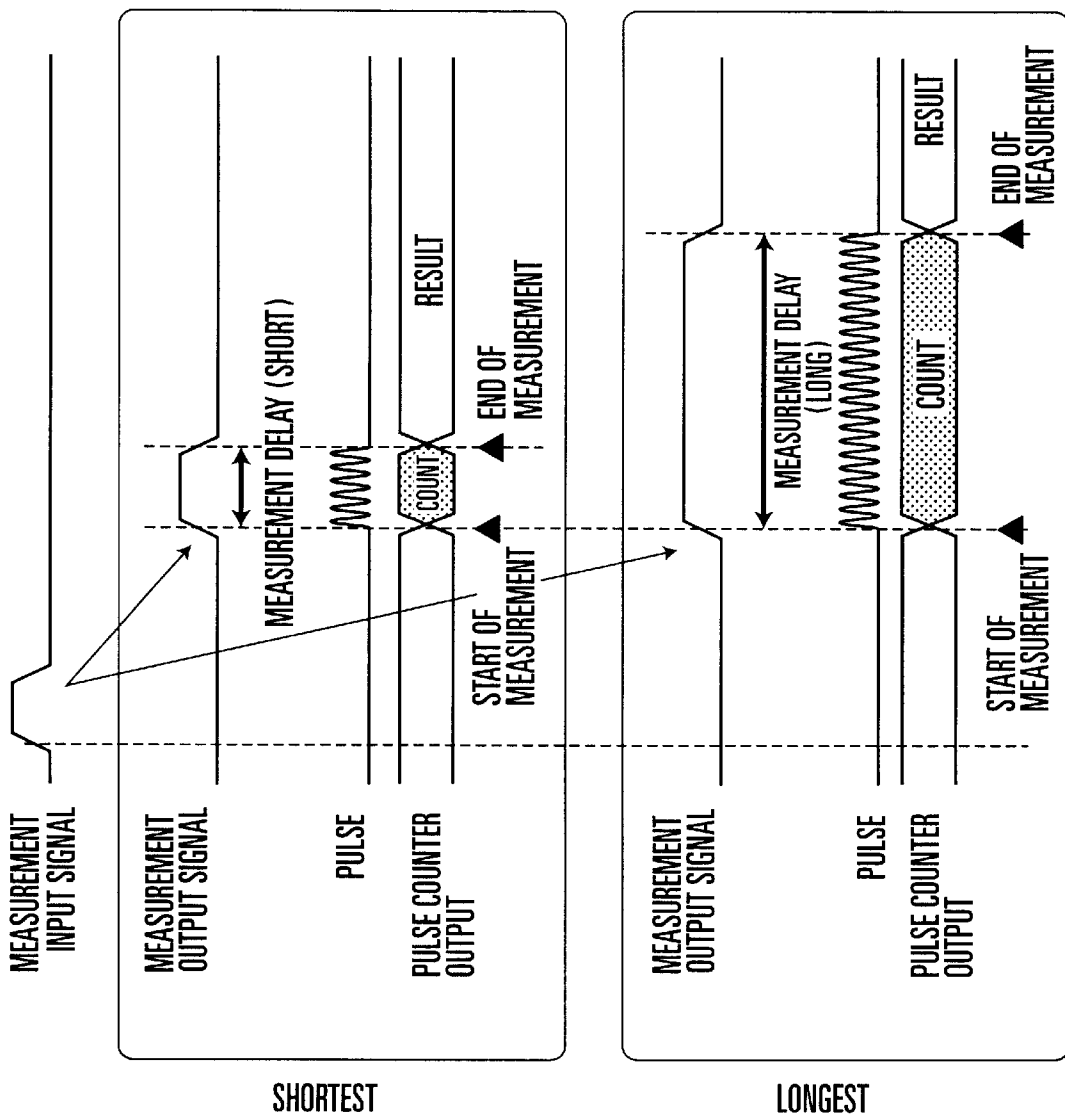 MEASUREMENT
INPUT SIGNAL
SHORTEST
MEASUREMENT
OUTPUT SIGNAL
MEASUREMENT DELAY (SHORT)
PULSE
PULSE COUNTER
OUTPUT
COUNT
RESULT
START OF
MEASUREMENT
END OF
MEASUREMENT
LONGEST
MEASUREMENT
OUTPUT SIGNAL
MEASUREMENT DELAY
(LONG)
PULSE
PULSE COUNTER
OUTPUT
COUNT
RESULT
START OF
MEASUREMENT
END OF
MEASUREMENT